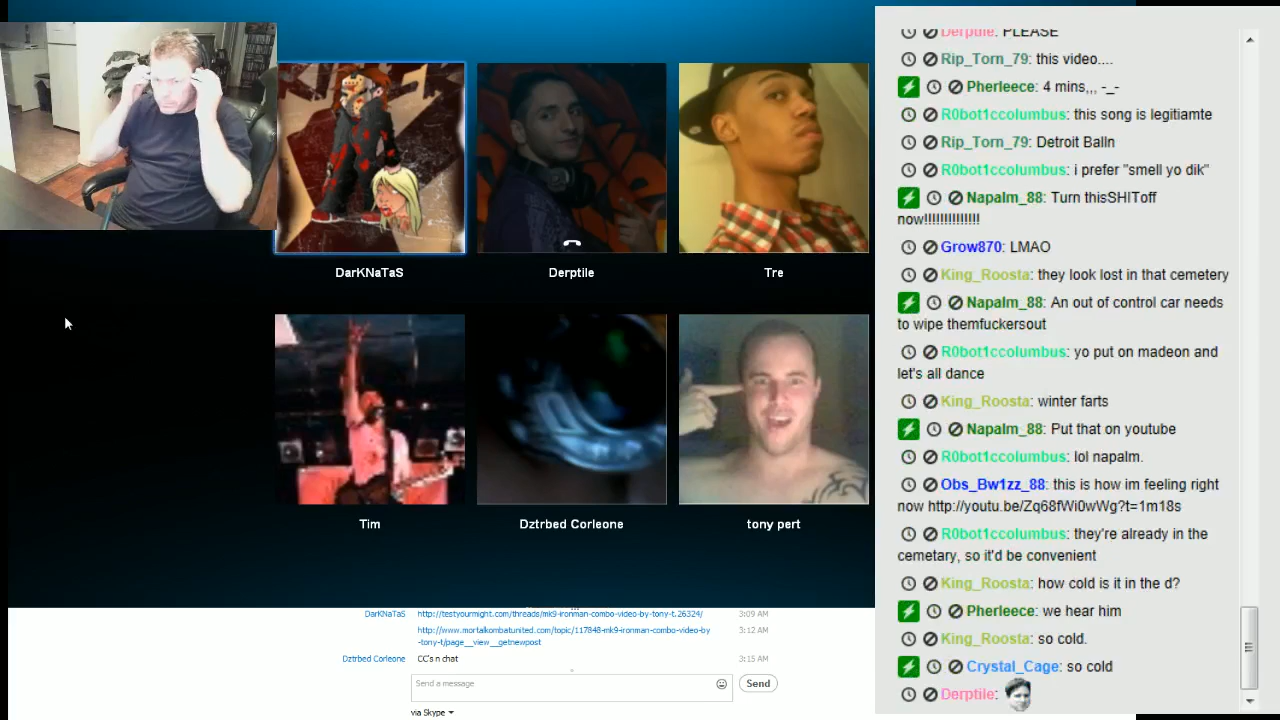 DarKNaTaS
Derptile
Tre
Tim
Dztrbed Corleone
tony pert
DarKNaTaS http://testyourmight.com/threads/mk9-ironman-combo-video-by-tony-t.26324/ 3:09 AM
http://www.mortalkombatunited.com/topic/117848-mk9-ironman-combo-video-by 3:12 AM
-tony-t/page__view__getnewpost
Dztrbed Corleone CC's n chat 3:15 AM
Send a message
Send
via Skype
Derptile: PLEASE
Rip_Torn_79: this video....
Pherleece: 4 mins,,, -_-
R0bot1ccolumbus: this song is legitiamte
Rip_Torn_79: Detroit Balln
R0bot1ccolumbus: i prefer "smell yo dik"
Napalm_88: Turn thisSHIToff
now!!!!!!!!!!!!!!
Grow870: LMAO
King_Roosta: they look lost in that cemetery
Napalm_88: An out of control car needs
to wipe themfuckersout
R0bot1ccolumbus: yo put on madeon and
let's all dance
King_Roosta: winter farts
Napalm_88: Put that on youtube
R0bot1ccolumbus: lol napalm.
Obs_Bw1zz_88: this is how im feeling right
now http://youtu.be/Zq68fWi0wWg?t=1m18s
R0bot1ccolumbus: they're already in the
cemetary, so it'd be convenient
King_Roosta: how cold is it in the d?
Pherleece: we hear him
King_Roosta: so cold.
Crystal_Cage: so cold
Derptile: